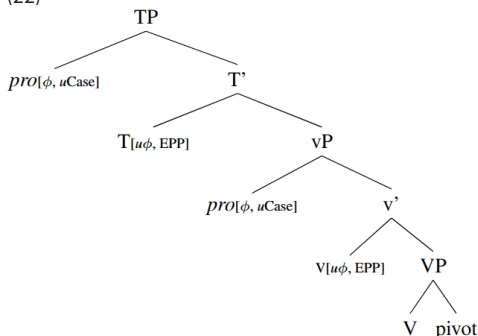 (22)
TP
pro[ϕ, uCase]
T’
T[uϕ, EPP]
vP
pro[ϕ, uCase]
v’
V[uϕ, EPP]
VP
V pivot